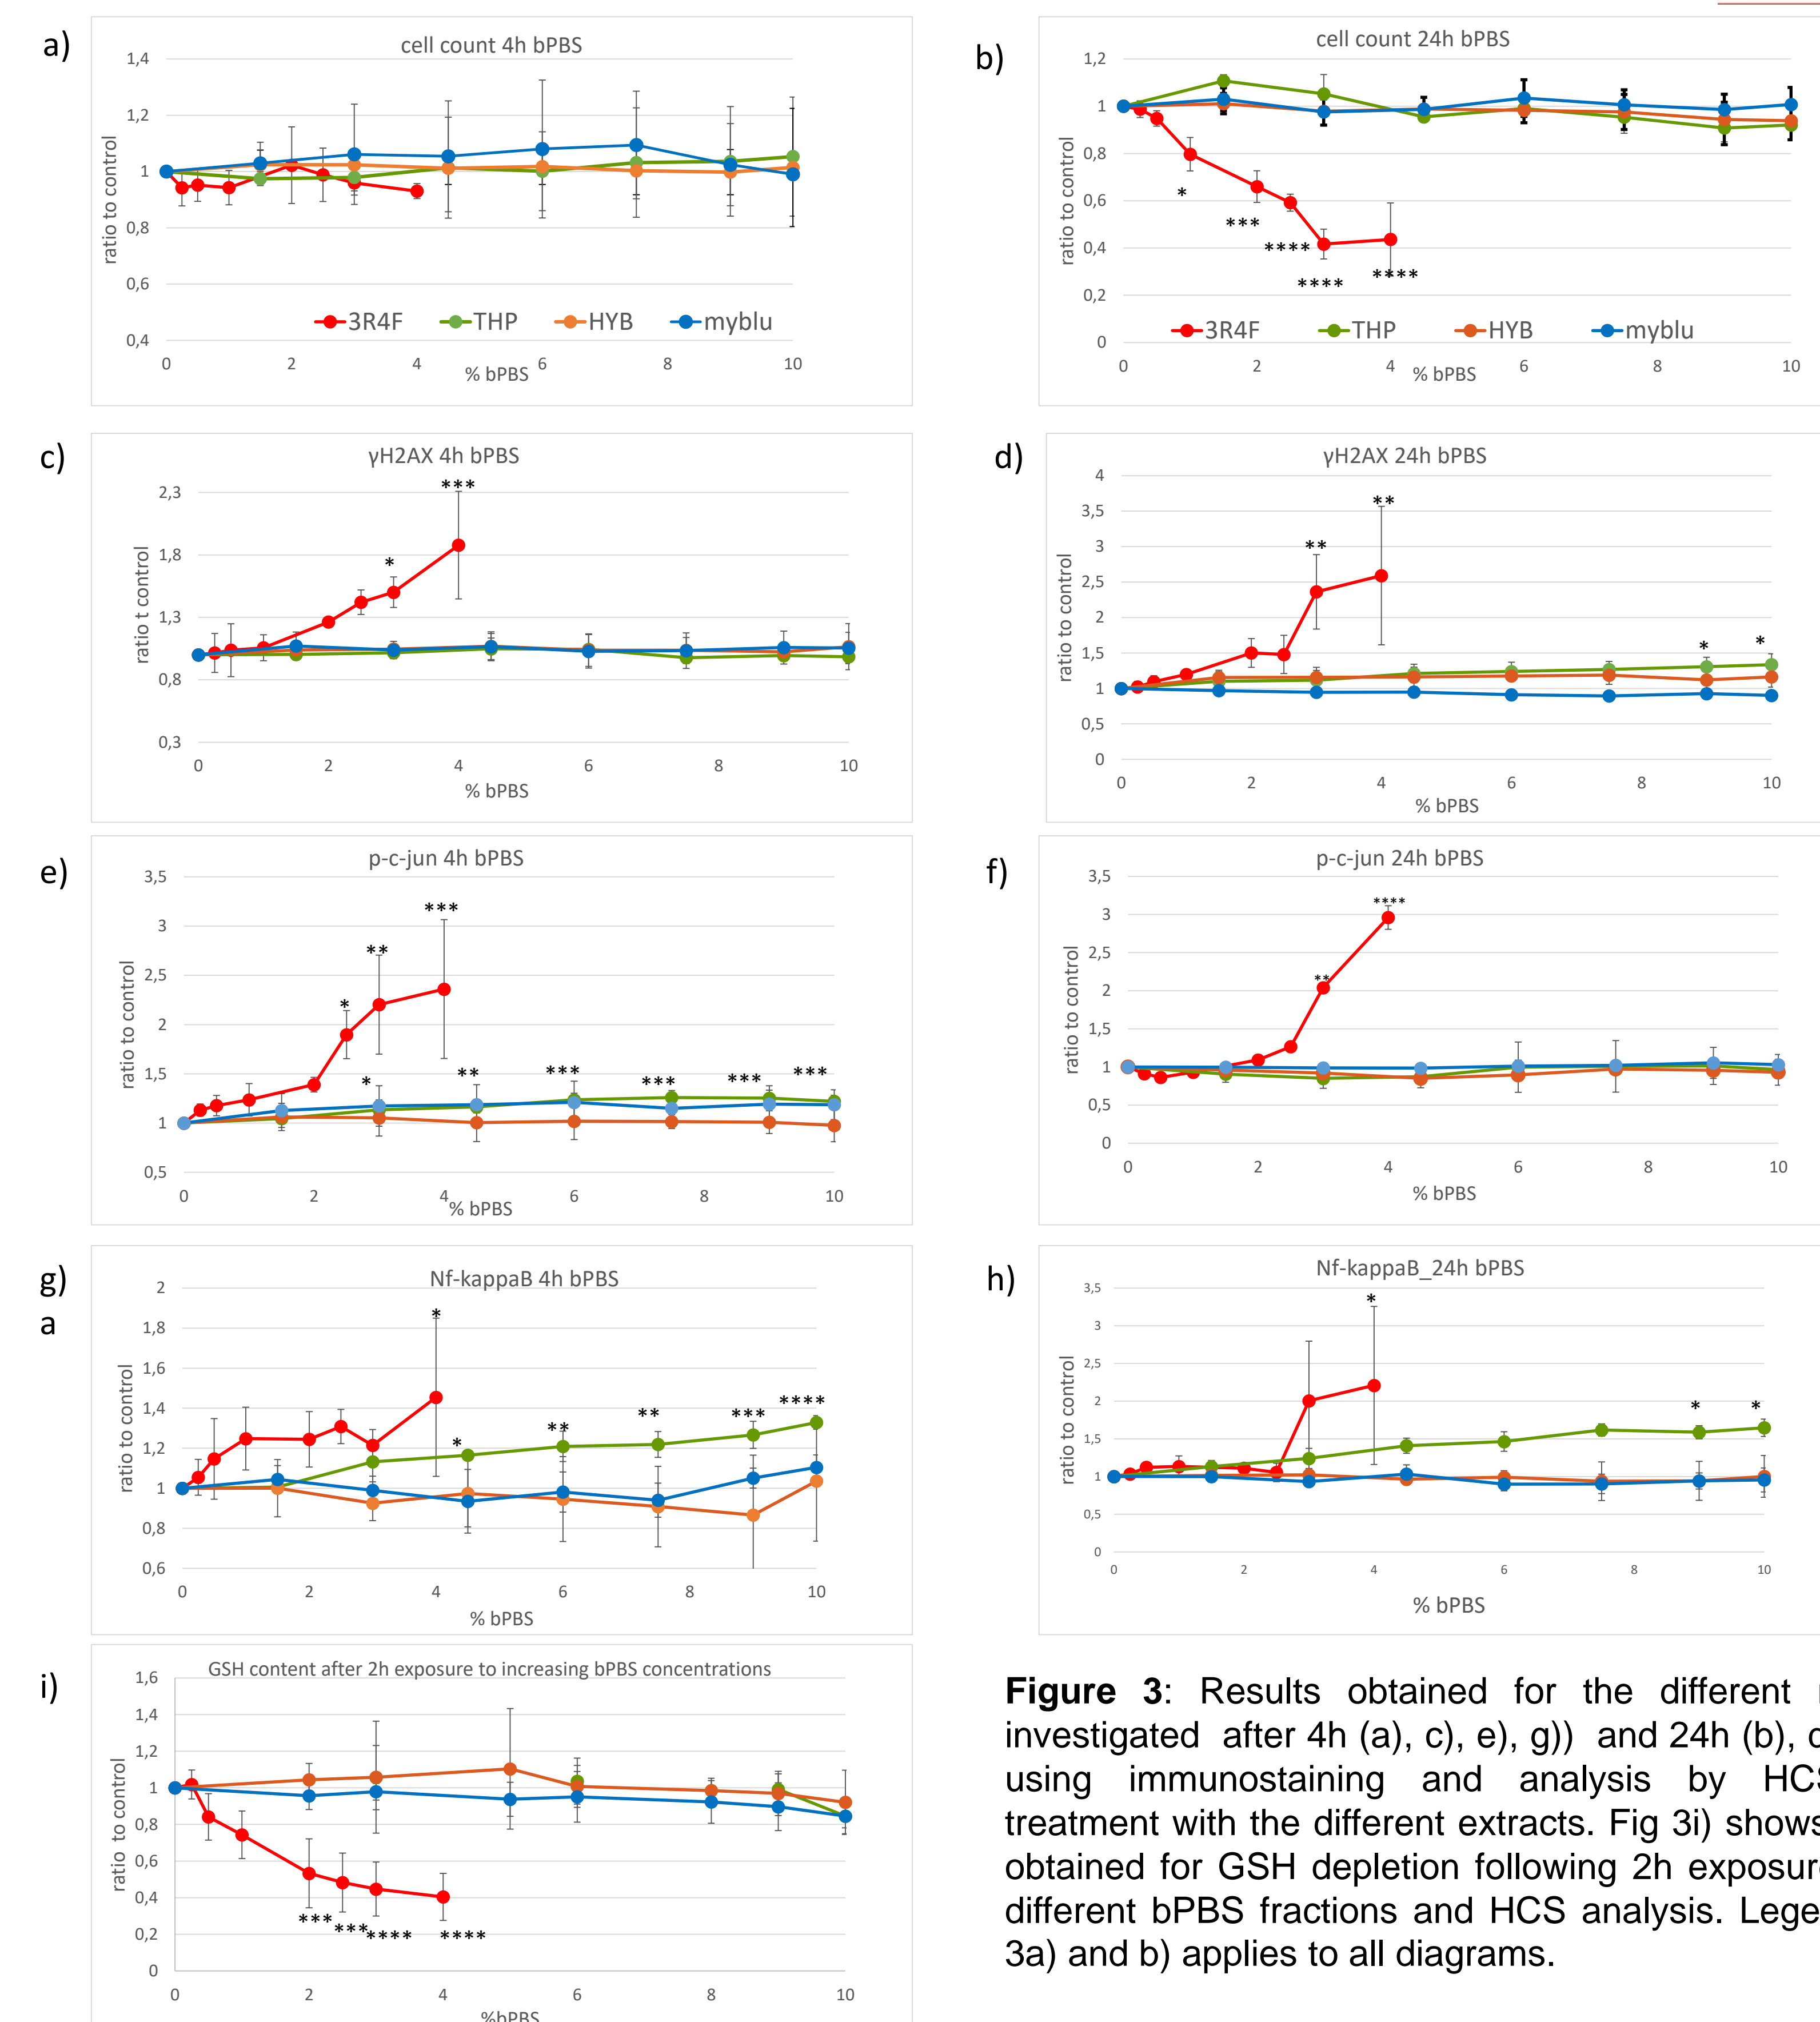 a)
cell count 4h bPBS
ratio to control
1,4
1,2
1
0,8
0,6
0,4
3R4F THP HYB myblu
0 2 4 6 8 10
% bPBS
b)
cell count 24h bPBS
ratio to control
1,2
1
0,8
0,6
0,4
0,2
0
*
***
****
****
****
3R4F THP HYB myblu
0 2 4 6 8 10
% bPBS
c)
γH2AX 4h bPBS
ratio t control
2,3
1,8
1,3
0,8
0,3
*
***
0 2 4 6 8 10
% bPBS
d)
γH2AX 24h bPBS
ratio to control
4
3,5
3
2,5
2
1,5
1
0,5
0
**
**
*
*
0 2 4 6 8 10
% bPBS
e)
p-c-jun 4h bPBS
ratio to control
3,5
3
2,5
2
1,5
1
0,5
*
**
***
* ** *** *** *** ***
0 2 4 6 8 10
% bPBS
f)
p-c-jun 24h bPBS
ratio to control
3,5
3
2,5
2
1,5
1
0,5
0
**
****
0 2 4 6 8 10
% bPBS
g)
a
Nf-kappaB 4h bPBS
ratio to control
2
1,8
1,6
1,4
1,2
1
0,8
0,6
*
* ** ** *** ****
0 2 4 6 8 10
% bPBS
h)
Nf-kappaB_24h bPBS
ratio to control
3,5
3
2,5
2
1,5
1
0,5
0
*
* *
0 2 4 6 8 10
% bPBS
i)
GSH content after 2h exposure to increasing bPBS concentrations
ratio to control
1,6
1,4
1,2
1
0,8
0,6
0,4
0,2
0
*** *** **** ****
0 2 4 6 8 10
%bPBS
Figure 3: Results obtained for the different
investigated after 4h (a), c), e), g)) and 24h (b),
using immunostaining and analysis by HCS
treatment with the different extracts. Fig 3i) shows
obtained for GSH depletion following 2h exposure
different bPBS fractions and HCS analysis. Lege
3a) and b) applies to all diagrams.